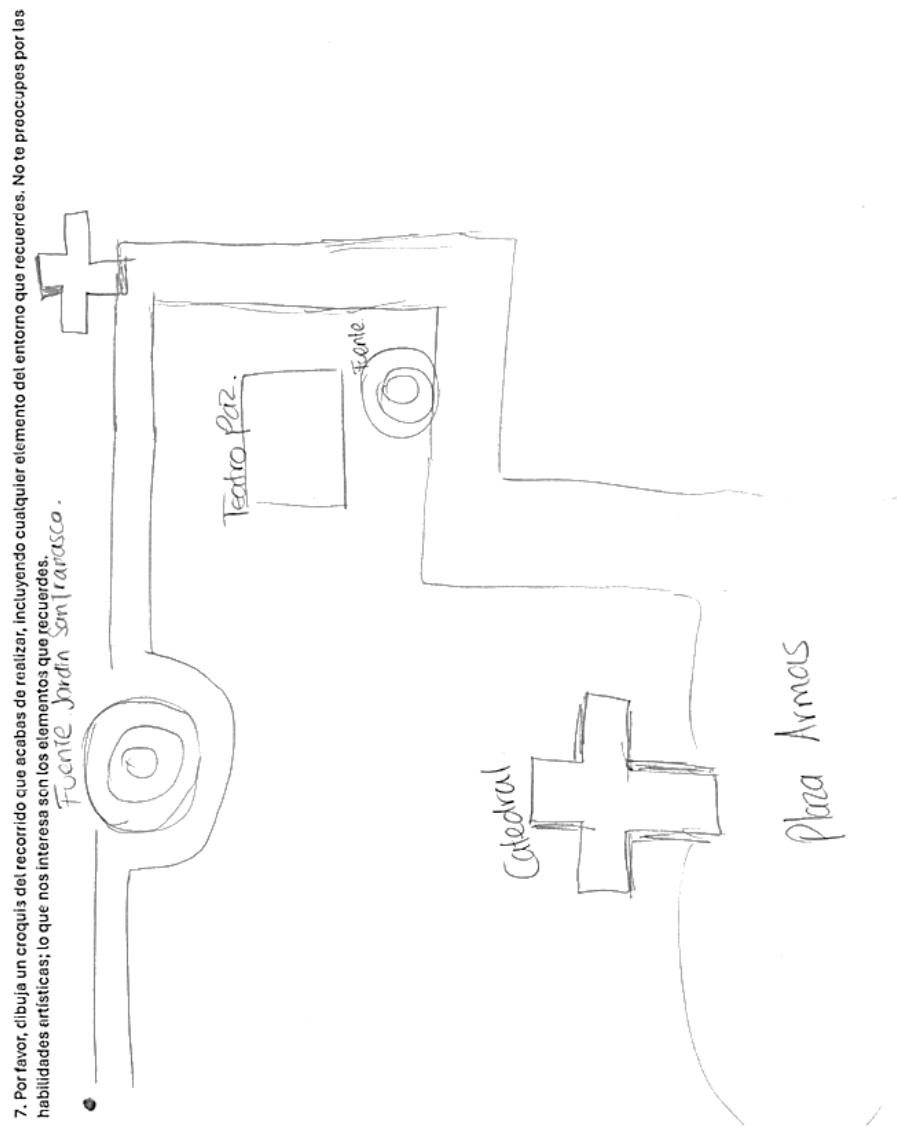 7. Por favor, dibuja un croquis del recorrido que acabas de realizar, incluyendo cualquier elemento del entorno que recuerdes. No te preocupes por las
habilidades artísticas; lo que nos interesa son los elementos que recuerdes.
Fuente Jardin San Francisco.
Teatro Paz.
Fuente
Catedral
Plaza Armas